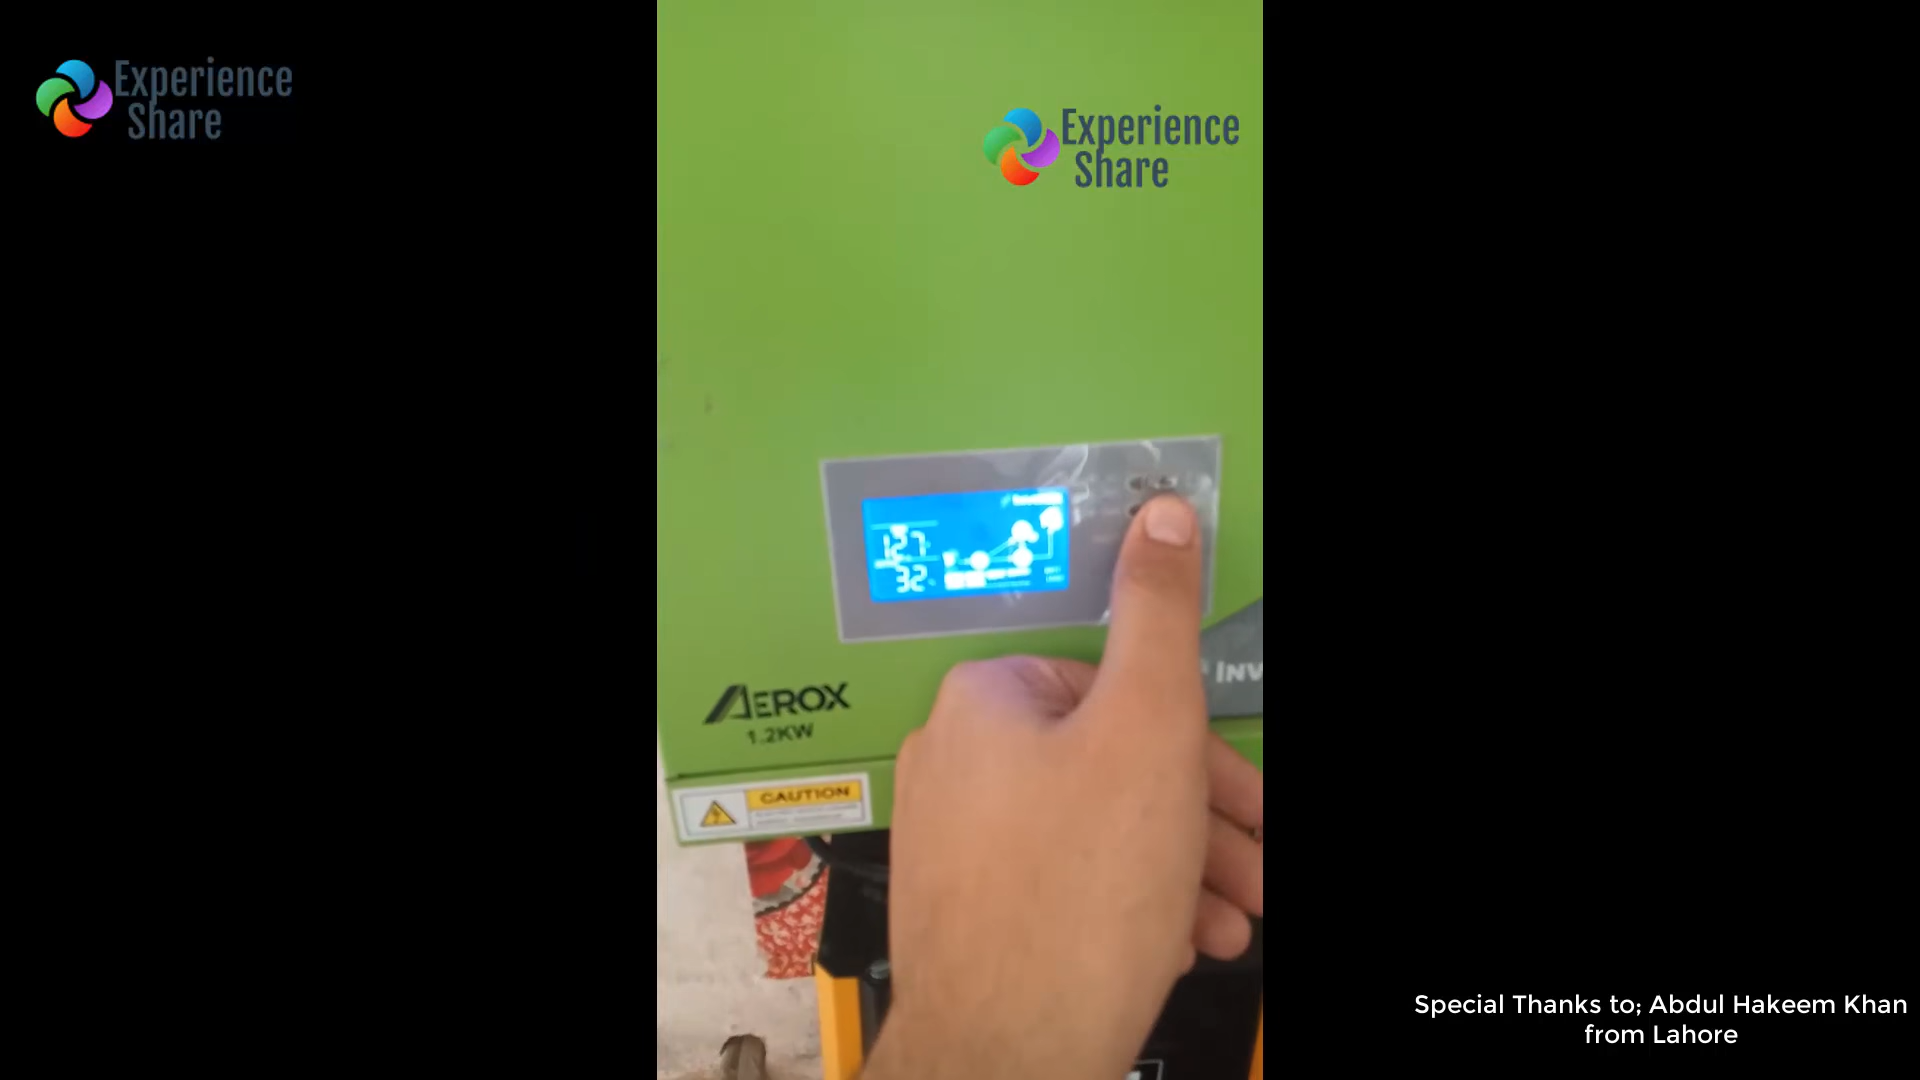 Experience
Share
Experience
Share
127
32
AEROX
1.2KW
CAUTION
INV
Special Thanks to; Abdul Hakeem Khan
from Lahore